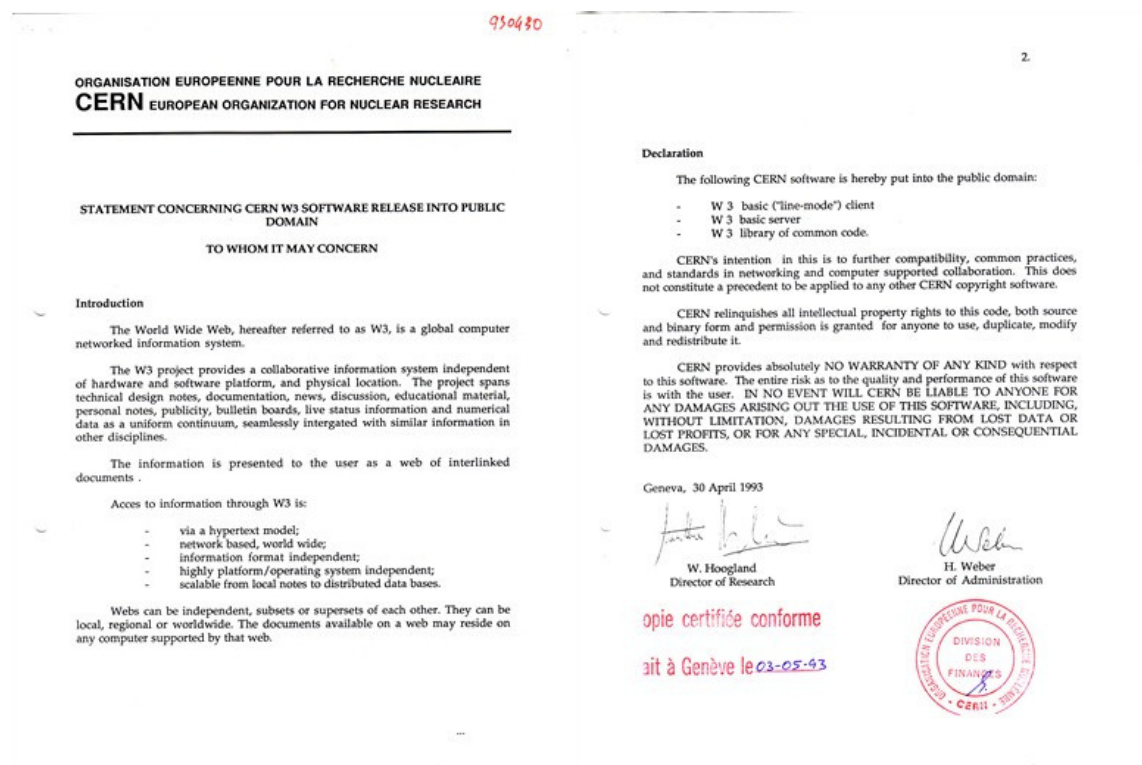 930430
ORGANISATION EUROPEENNE POUR LA RECHERCHE NUCLEAIRE
CERN EUROPEAN ORGANIZATION FOR NUCLEAR RESEARCH
STATEMENT CONCERNING CERN W3 SOFTWARE RELEASE INTO PUBLIC
DOMAIN
TO WHOM IT MAY CONCERN
Introduction
The World Wide Web, hereafter referred to as W3, is a global computer
networked information system.
The W3 project provides a collaborative information system independent
of hardware and software platform, and physical location. The project spans
technical design notes, documentation, news, discussion, educational material,
personal notes, publicity, bulletin boards, live status information and numerical
data as a uniform continuum, seamlessly intergated with similar information in
other disciplines.
The information is presented to the user as a web of interlinked
documents .
Acces to information through W3 is:
- via a hypertext model;
- network based, world wide;
- information format independent;
- highly platform/operating system independent;
- scalable from local notes to distributed data bases.
Webs can be independent, subsets or supersets of each other. They can be
local, regional or worldwide. The documents available on a web may reside on
any computer supported by that web.
...
2.
Declaration
The following CERN software is hereby put into the public domain:
- W 3 basic ("line-mode") client
- W 3 basic server
- W 3 library of common code.
CERN's intention in this is to further compatibility, common practices,
and standards in networking and computer supported collaboration. This does
not constitute a precedent to be applied to any other CERN copyright software.
CERN relinquishes all intellectual property rights to this code, both source
and binary form and permission is granted for anyone to use, duplicate, modify
and redistribute it.
CERN provides absolutely NO WARRANTY OF ANY KIND with respect
to this software. The entire risk as to the quality and performance of this software
is with the user. IN NO EVENT WILL CERN BE LIABLE TO ANYONE FOR
ANY DAMAGES ARISING OUT THE USE OF THIS SOFTWARE, INCLUDING,
WITHOUT LIMITATION, DAMAGES RESULTING FROM LOST DATA OR
LOST PROFITS, OR FOR ANY SPECIAL, INCIDENTAL OR CONSEQUENTIAL
DAMAGES.
Geneva, 30 April 1993
W. Hoogland
Director of Research
H. Weber
Director of Administration
opie certifiée conforme
ait à Genève le 03-05-93
ORGANISATION EUROPÉENNE POUR LA RECHERCHE NUCLÉAIRE
DIVISION
DES
FINANCES
- CERN -